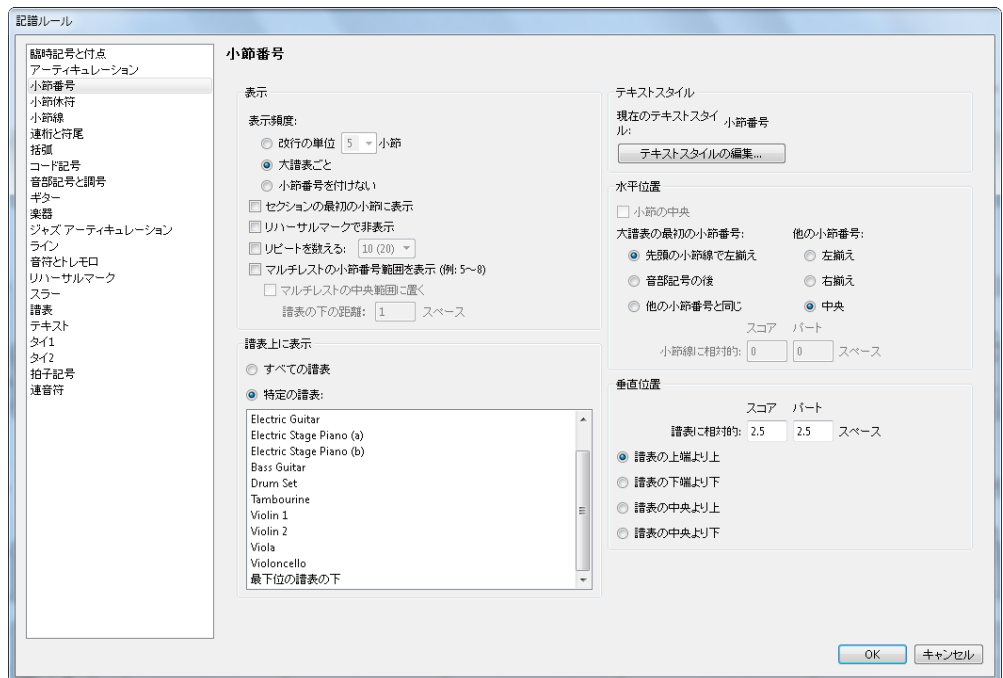 記譜ルール
臨時記号と付点
アーティキュレーション
小節番号
小節休符
小節線
連桁と符尾
括弧
コード記号
音部記号と調号
ギター
楽器
ジャズ アーティキュレーション
ライン
音符とトレモロ
リハーサルマーク
スラー
譜表
テキスト
タイ1
タイ2
拍子記号
連音符
小節番号
表示
表示頻度:
改行の単位 5 小節
大譜表ごと
小節番号を付けない
セクションの最初の小節に表示
リハーサルマークで非表示
リピートを数える: 10 (20)
マルチレストの小節番号範囲を表示 (例: 5～8)
マルチレストの中央範囲に置く
譜表の下の距離: 1 スペース
譜表上に表示
すべての譜表
特定の譜表:
Electric Guitar
Electric Stage Piano (a)
Electric Stage Piano (b)
Bass Guitar
Drum Set
Tambourine
Violin 1
Violin 2
Viola
Violoncello
最下位の譜表の下
テキストスタイル
現在のテキストスタイ
ル: 小節番号
テキストスタイルの編集...
水平位置
小節の中央
大譜表の最初の小節番号: 他の小節番号:
先頭の小節線で左揃え 左揃え
音部記号の後 右揃え
他の小節番号と同じ 中央
スコア パート
小節線に相対的: 0 0 スペース
垂直位置
スコア パート
譜表に相対的: 2.5 2.5 スペース
譜表の上端より上
譜表の下端より下
譜表の中央より上
譜表の中央より下
OK キャンセル